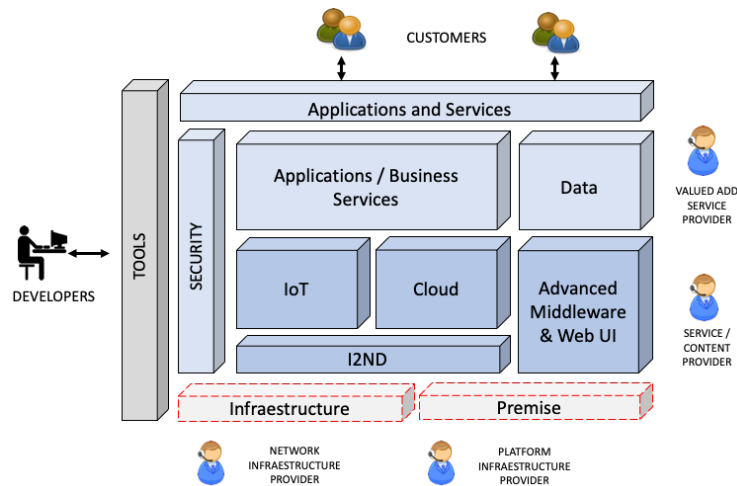 CUSTOMERS
Applications and Services
TOOLS
SECURITY
Applications / Business
Services
Data
VALUED ADD
SERVICE
PROVIDER
DEVELOPERS
IoT
Cloud
Advanced
Middleware
& Web UI
SERVICE /
CONTENT
PROVIDER
I2ND
Infraestructure
Premise
NETWORK
INFRAESTRUCTURE
PROVIDER
PLATFORM
INFRAESTRUCTURE
PROVIDER